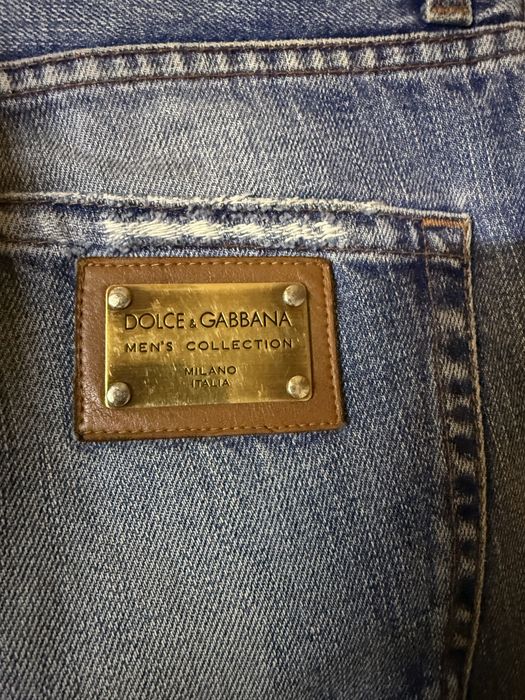 DOLCE & GABBANA
MEN'S COLLECTION
MILANO
ITALIA